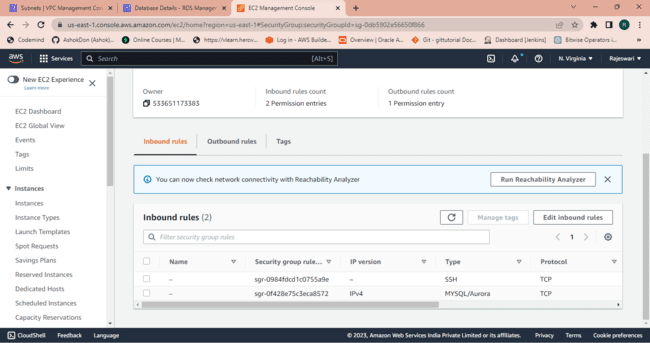 Subnets | VPC Management Con
Database Details - RDS Manager
EC2 Management Console
us-east-1.console.aws.amazon.com/ec2/home?region=us-east-1#SecurityGroup:securityGroupId=sg-0db5902e56650f866
Codemind
AshokDon (Ashok)...
Online Courses | M...
https://vlearn.herov...
Log in - AWS Builde...
Overview | Oracle A...
Git - gittutorial Doc...
Dashboard [Jenkins]
Bitwise Operators i...
aws
Services
Search
[Alt+S]
N. Virginia
Rajeswari
New EC2 Experience
Learn more
EC2 Dashboard
EC2 Global View
Events
Tags
Limits
Instances
Instances
Instance Types
Launch Templates
Spot Requests
Savings Plans
Reserved Instances
Dedicated Hosts
Scheduled Instances
Capacity Reservations
Owner
533651173383
Inbound rules count
2 Permission entries
Outbound rules count
1 Permission entry
Inbound rules
Outbound rules
Tags
You can now check network connectivity with Reachability Analyzer
Run Reachability Analyzer
Inbound rules (2)
Manage tags
Edit inbound rules
Filter security group rules
1
Name
Security group rule...
IP version
Type
Protocol
–
sgr-0984fdcd1c0755a9e
–
SSH
TCP
–
sgr-0f428e75c3eca8572
IPv4
MYSQL/Aurora
TCP
CloudShell
Feedback
Language
© 2023, Amazon Web Services India Private Limited or its affiliates.
Privacy
Terms
Cookie preferences